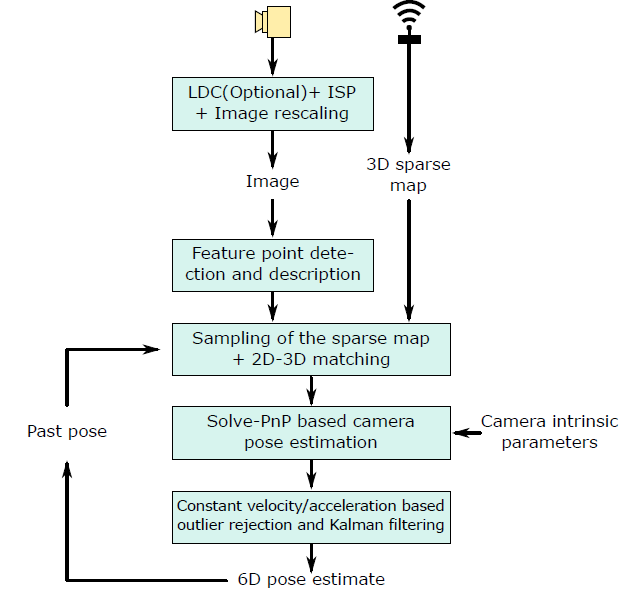 LDC(Optional)+ ISP
+ Image rescaling
Image
3D sparse
map
Feature point dete-
ction and description
Sampling of the sparse map
+ 2D-3D matching
Past pose
Solve-PnP based camera
pose estimation
Camera intrinsic
parameters
Constant velocity/acceleration based
outlier rejection and Kalman filtering
6D pose estimate